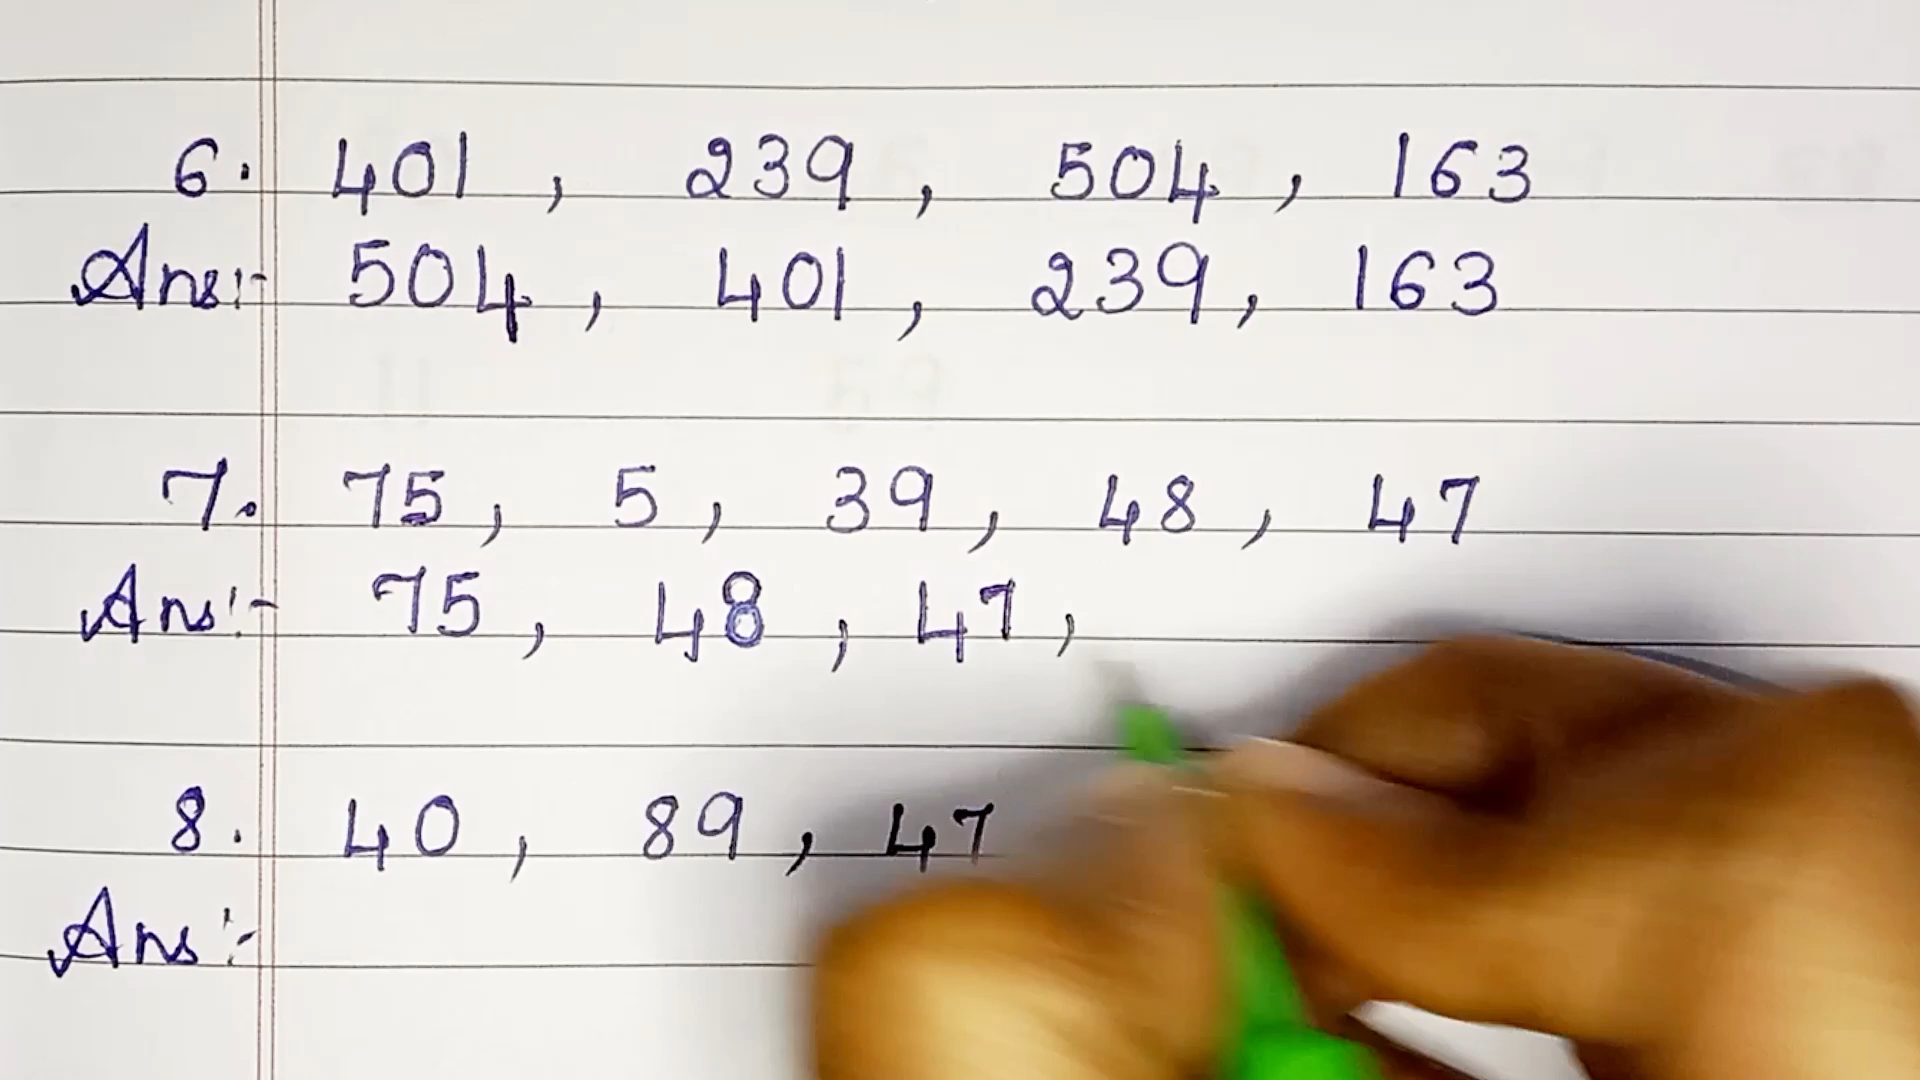 6. 401 , 239 , 504 , 163
Ans:- 504 , 401 , 239 , 163
7. 75 , 5 , 39 , 48 , 47
Ans:- 75 , 48 , 47 ,
8. 40 , 89 , 47
Ans:-